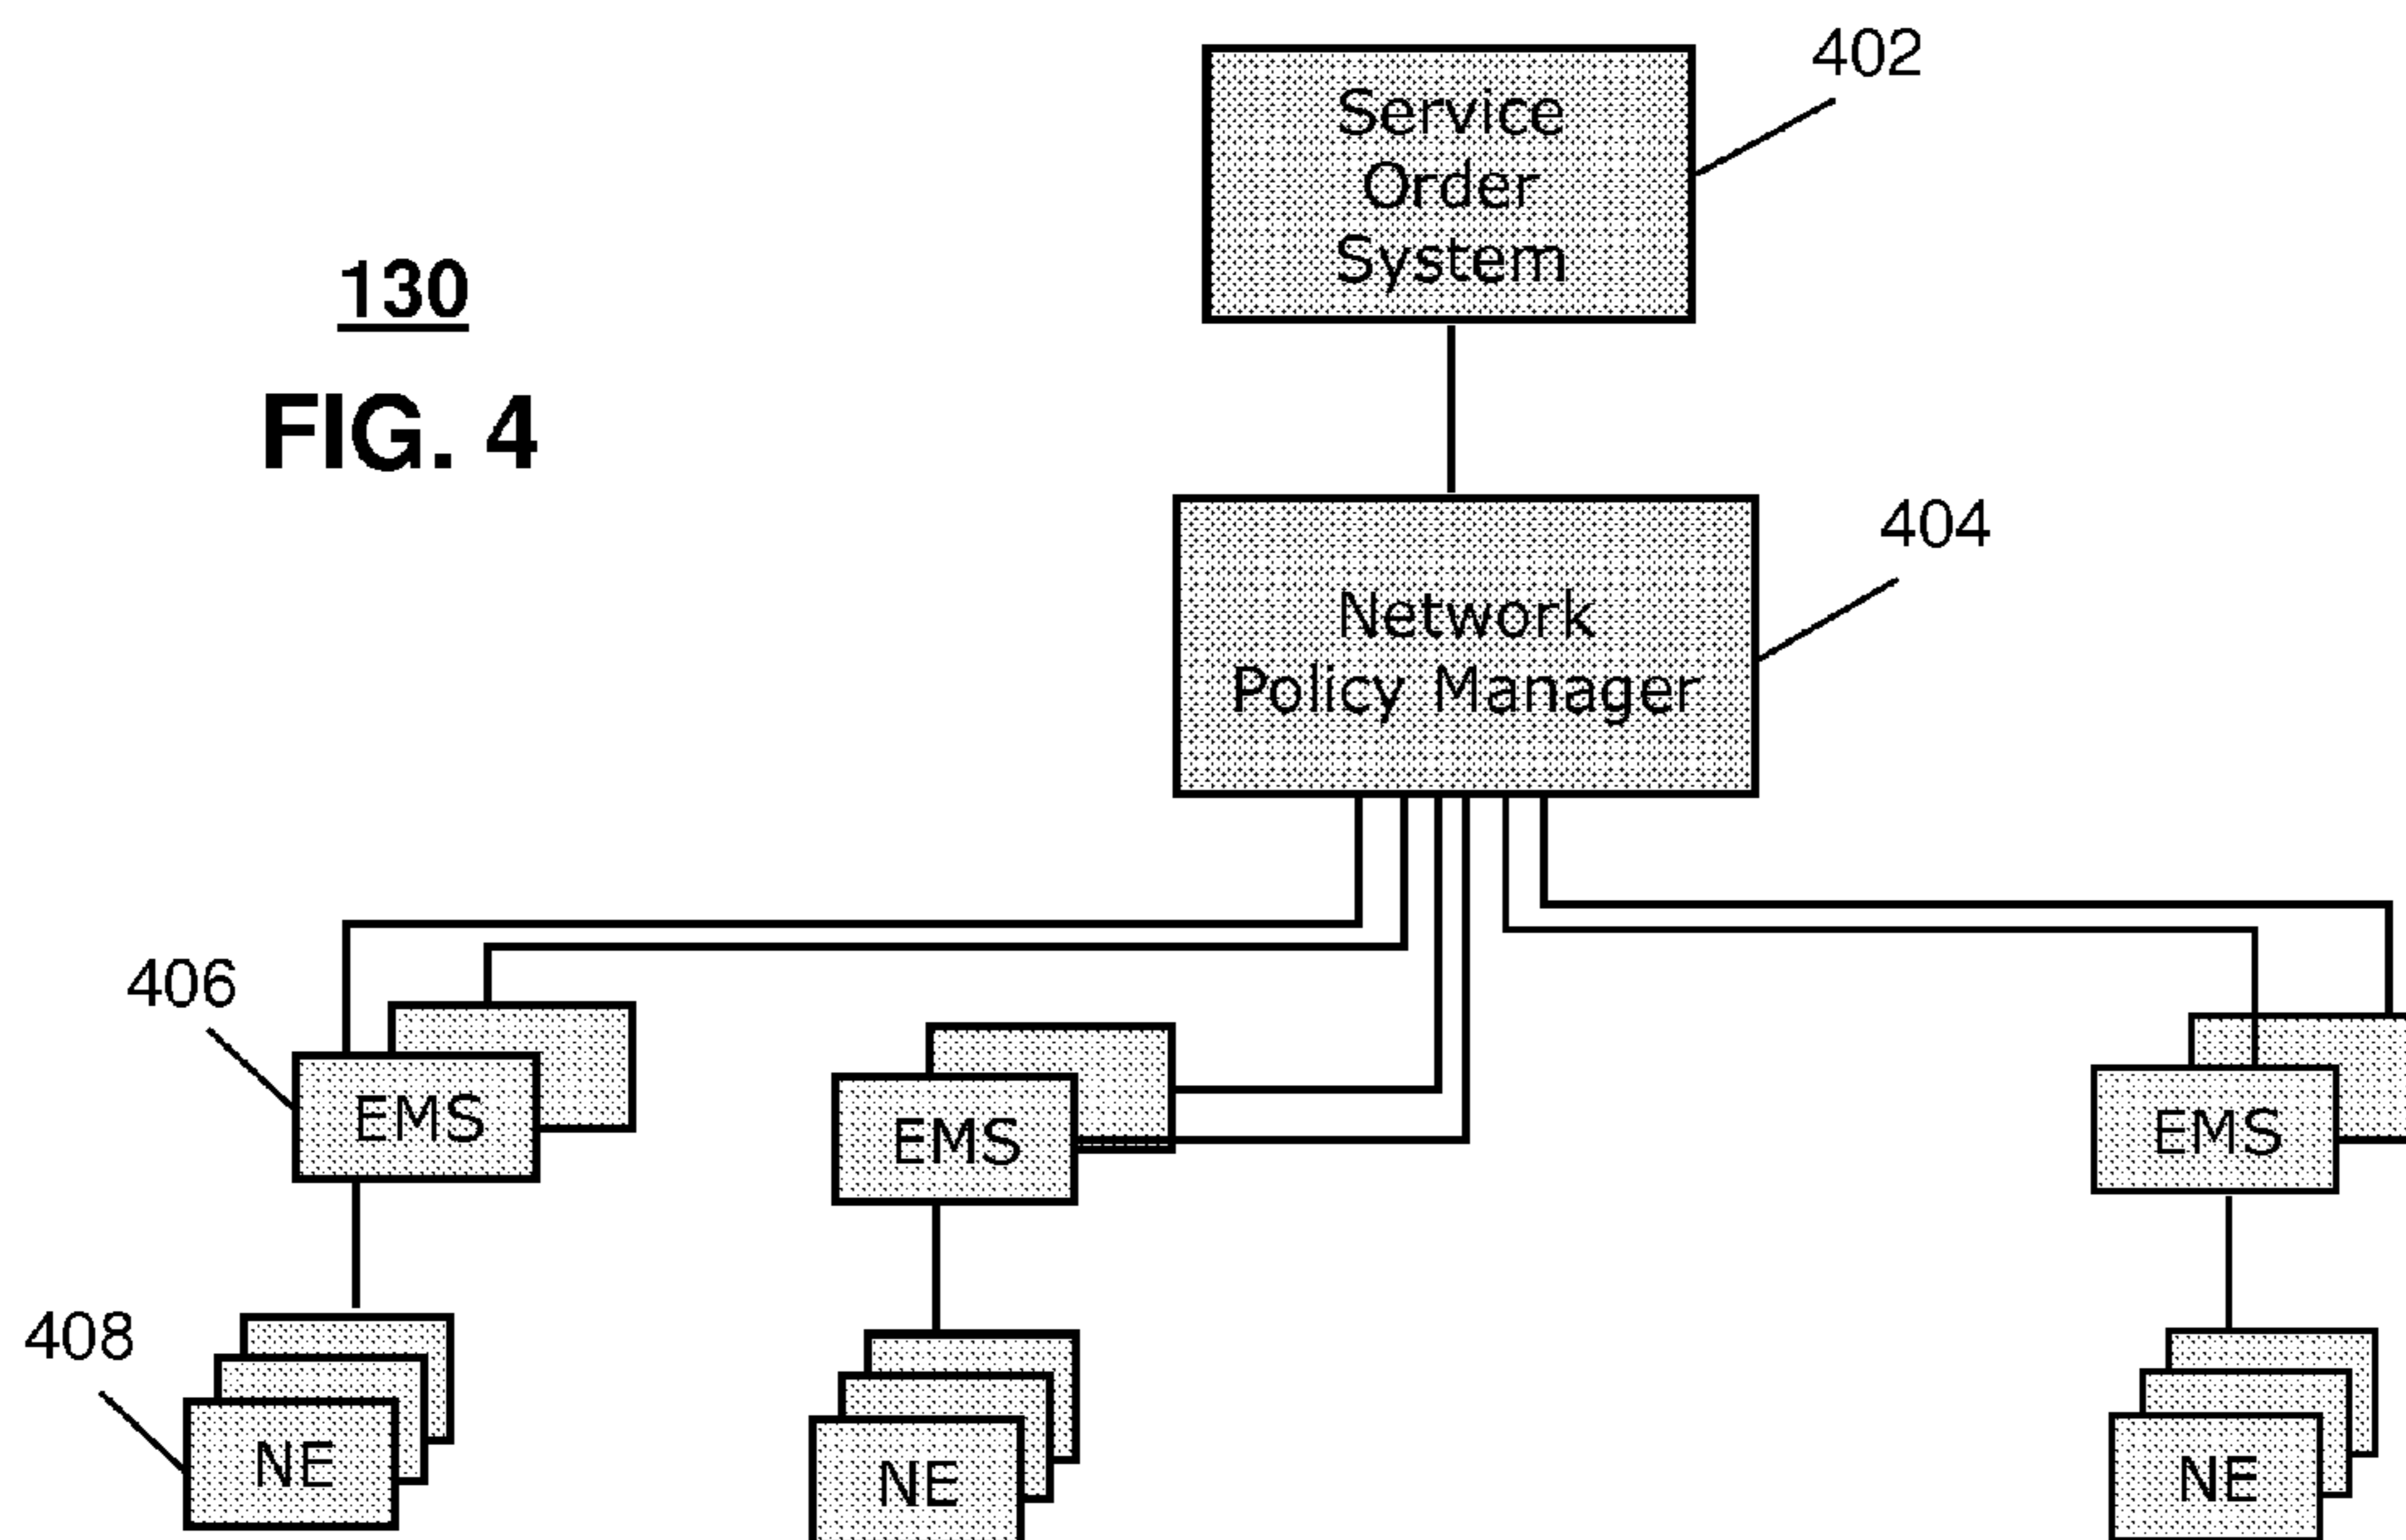 402
Service
Order
System
130
FIG. 4
404
Network
Policy Manager
406
EMS
EMS
EMS
408
NE
NE
NE